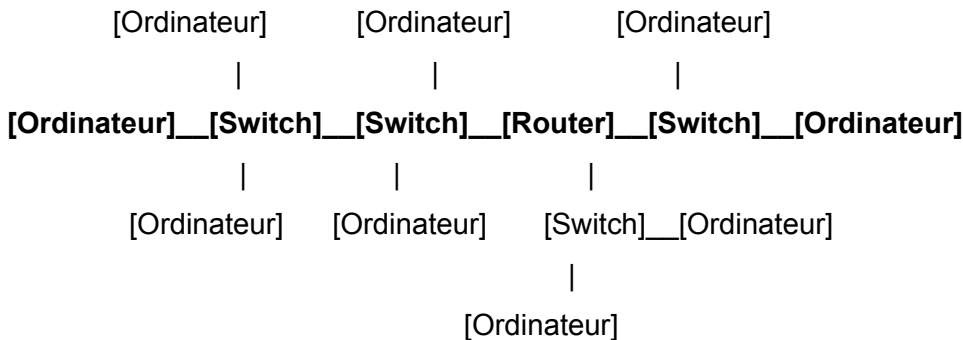 [Ordinateur] [Ordinateur] [Ordinateur]
| | |
[Ordinateur]__[Switch]__[Switch]__[Router]__[Switch]__[Ordinateur]
| | |
[Ordinateur] [Ordinateur] [Switch]__[Ordinateur]
|
[Ordinateur]